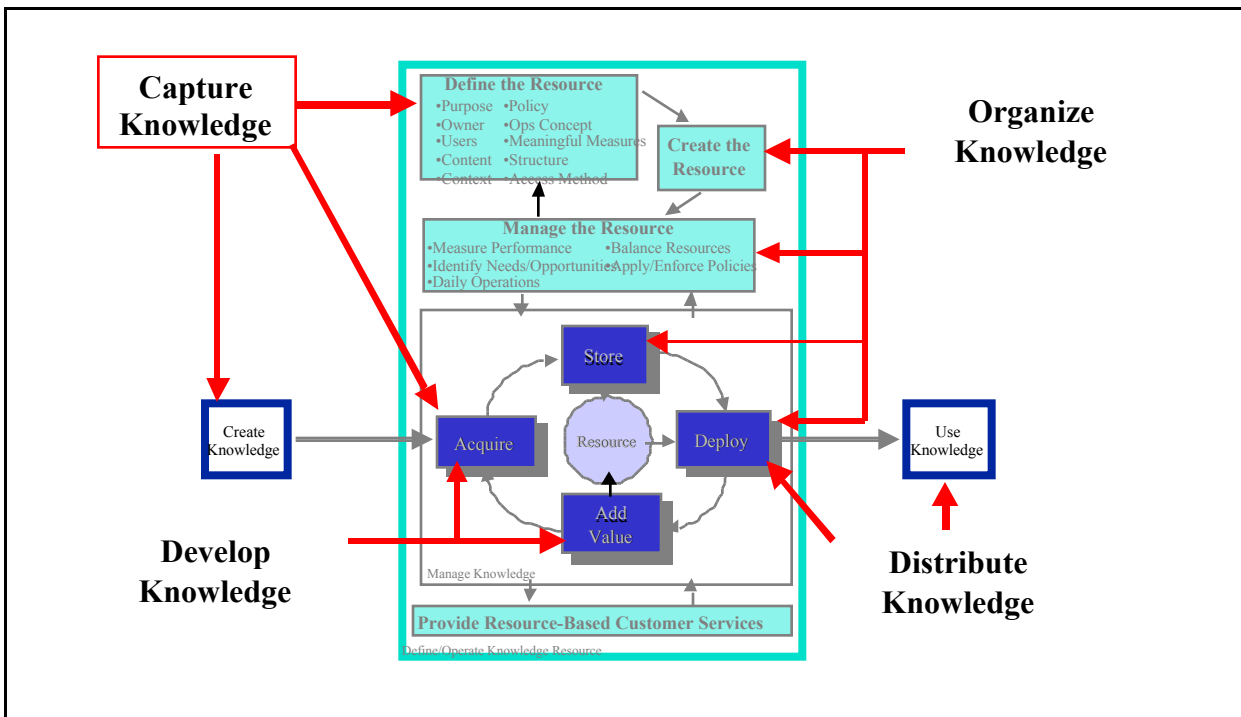 Capture
Knowledge
Define the Resource
•Purpose •Policy
•Owner •Ops Concept
•Users •Meaningful Measures
•Content •Structure
•Context •Access Method
Create the
Resource
Organize
Knowledge
Manage the Resource
•Measure Performance •Balance Resources
•Identify Needs/Opportunities •Apply/Enforce Policies
•Daily Operations
Store
Create
Knowledge
Acquire
Resource
Deploy
Use
Knowledge
Add
Value
Develop
Knowledge
Distribute
Knowledge
Manage Knowledge
Provide Resource-Based Customer Services
Define/Operate Knowledge Resource